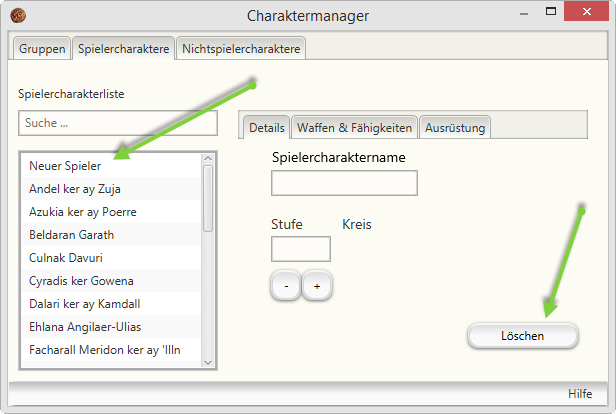 Charaktermanager
Gruppen Spielercharaktere Nichtspielercharaktere
Spielercharakterliste
Suche ...
Neuer Spieler
Andel ker ay Zuja
Azukia ker ay Poerre
Beldaran Garath
Culnak Davuri
Cyradis ker Gowena
Dalari ker ay Kamdall
Ehlana Angilaer-Ulias
Facharall Meridon ker ay 'Illn
Details Waffen & Fähigkeiten Ausrüstung
Spielercharaktername
Stufe Kreis
- +
Löschen
Hilfe